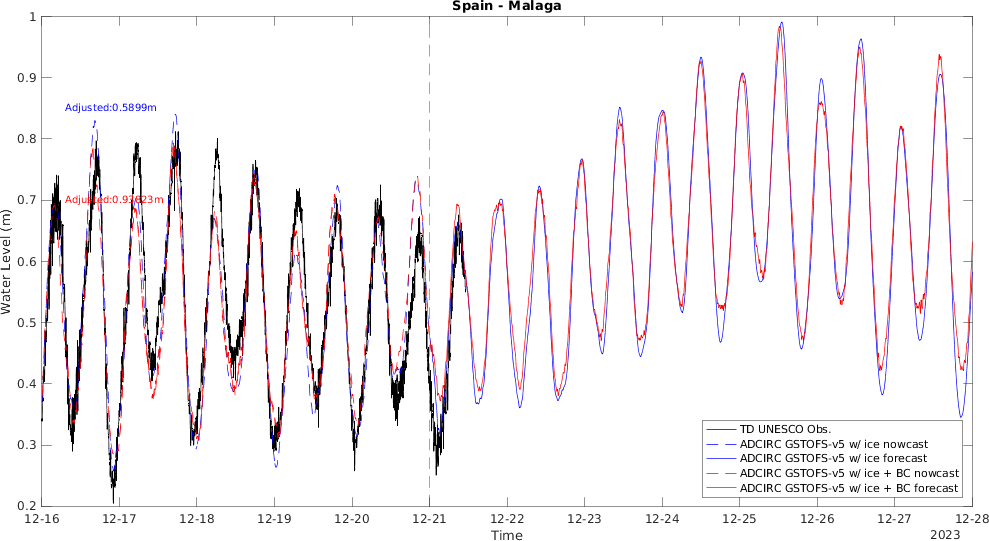 Spain - Malaga
1
0.9
0.8
0.7
0.6
0.5
0.4
0.3
0.2
Water Level (m)
Adjusted:0.5899m
TD UNESCO Obs.
ADCIRC GSTOFS-v5 w/ ice nowcast
ADCIRC GSTOFS-v5 w/ ice forecast
ADCIRC GSTOFS-v5 w/ ice + BC nowcast
ADCIRC GSTOFS-v5 w/ ice + BC forecast
12-16 12-17 12-18 12-19 12-20 12-21 12-22 12-23 12-24 12-25 12-26 12-27 12-28
Time
2023